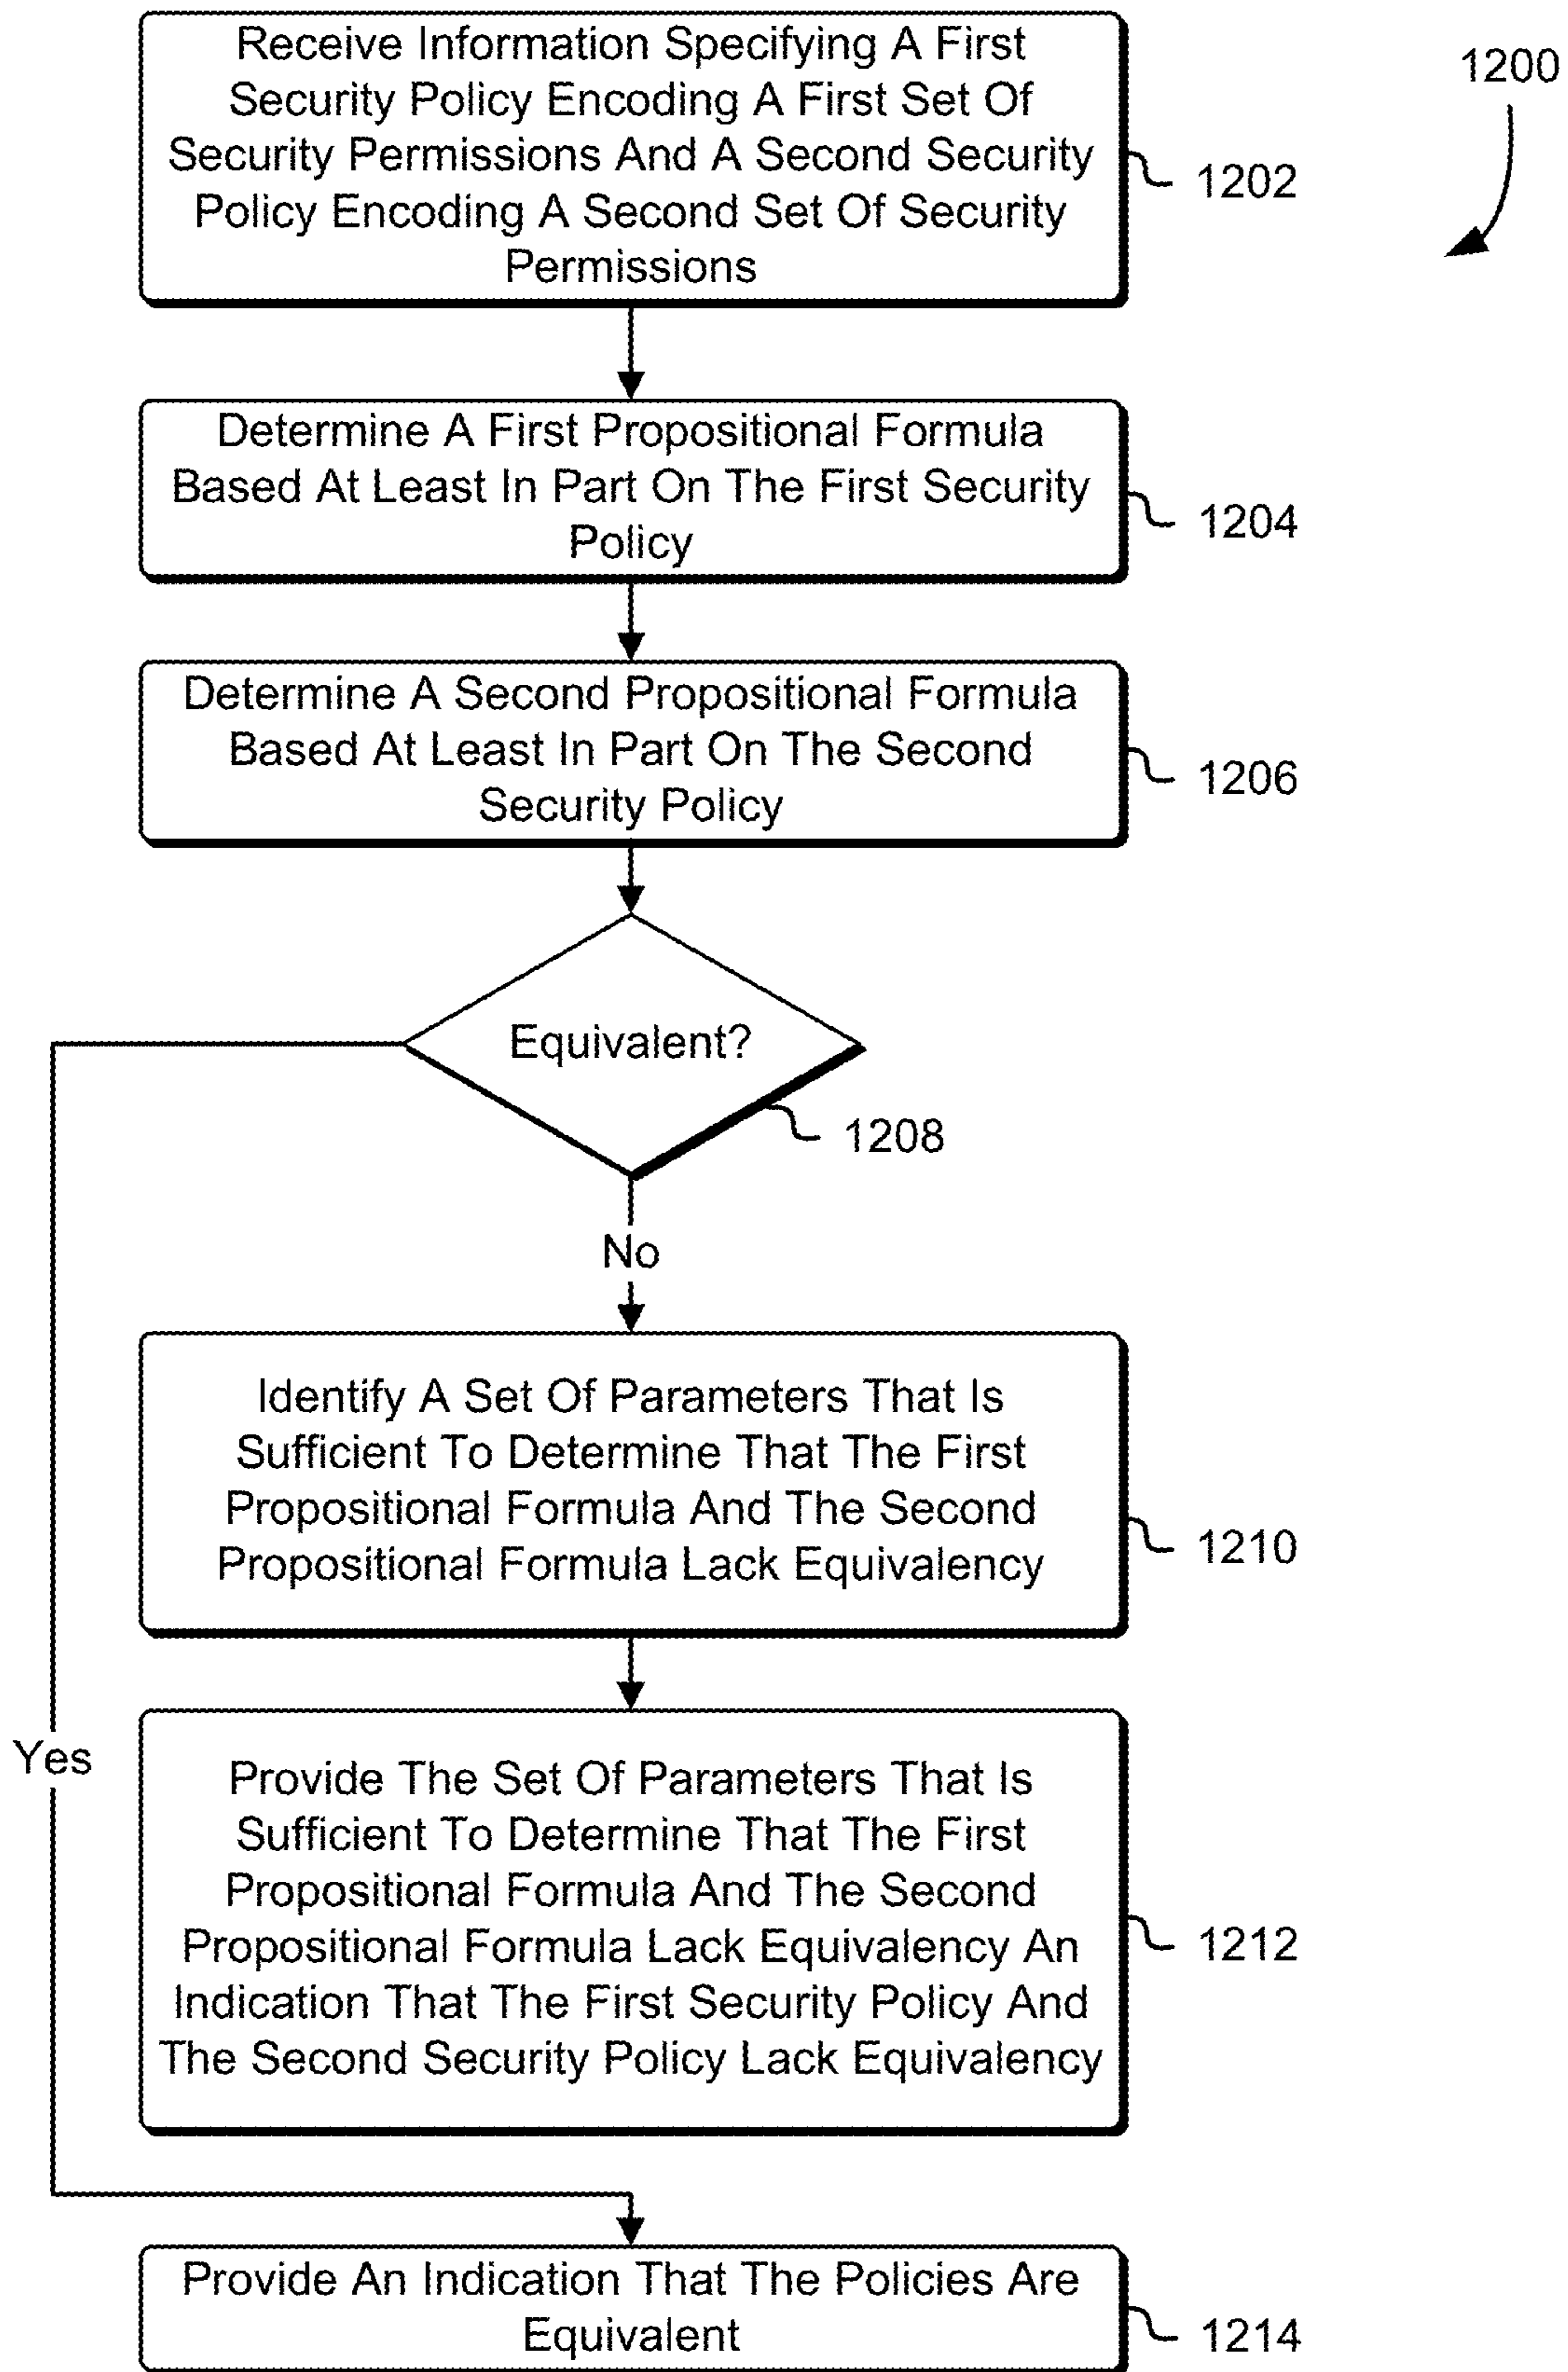 Receive Information Specifying A First
Security Policy Encoding A First Set Of
Security Permissions And A Second Security
Policy Encoding A Second Set Of Security
Permissions
1200
1202
Determine A First Propositional Formula
Based At Least In Part On The First Security
Policy
1204
Determine A Second Propositional Formula
Based At Least In Part On The Second
Security Policy
1206
Equivalent?
1208
No
Identify A Set Of Parameters That Is
Sufficient To Determine That The First
Propositional Formula And The Second
Propositional Formula Lack Equivalency
1210
Yes
Provide The Set Of Parameters That Is
Sufficient To Determine That The First
Propositional Formula And The Second
Propositional Formula Lack Equivalency An
Indication That The First Security Policy And
The Second Security Policy Lack Equivalency
1212
Provide An Indication That The Policies Are
Equivalent
1214